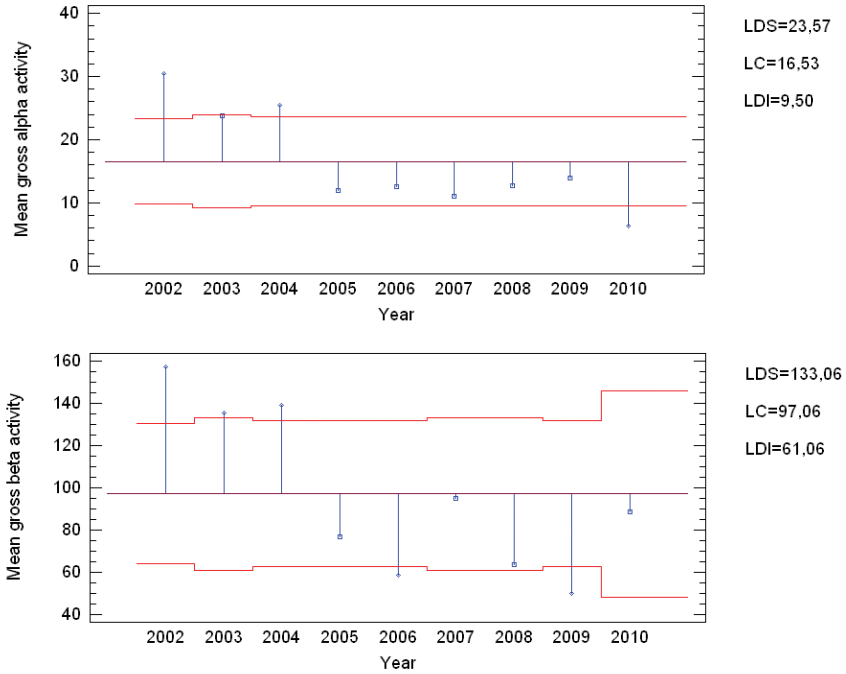 Mean gross alpha activity
40
30
20
10
0
2002 2003 2004 2005 2006 2007 2008 2009 2010
Year
LDS=23,57
LC=16,53
LDI=9,50
Mean gross beta activity
160
140
120
100
80
60
40
2002 2003 2004 2005 2006 2007 2008 2009 2010
Year
LDS=133,06
LC=97,06
LDI=61,06